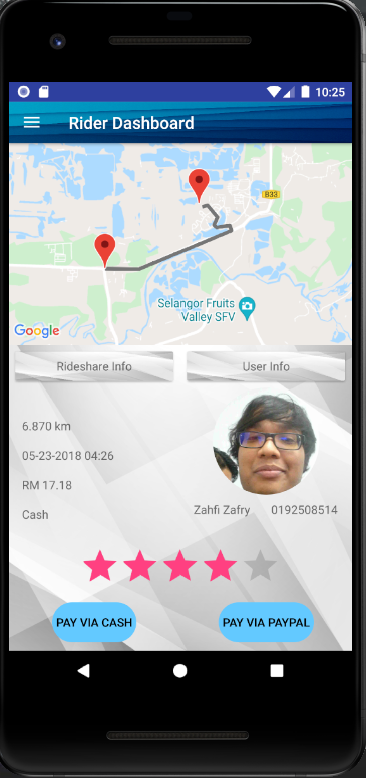 10:25
Rider Dashboard
B33
Selangor Fruits
Valley SFV
Google
Rideshare Info
User Info
6.870 km
05-23-2018 04:26
RM 17.18
Cash
Zahfi Zafry 0192508514
PAY VIA CASH
PAY VIA PAYPAL